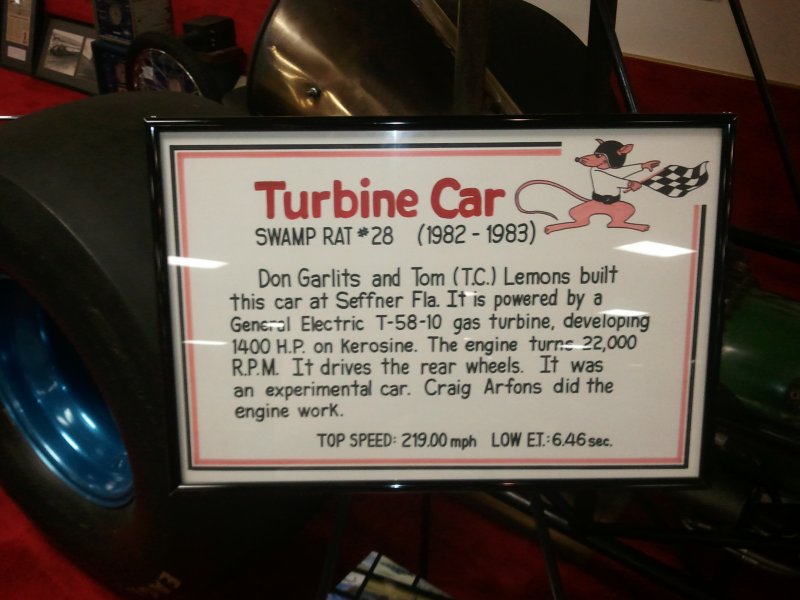 Turbine Car
SWAMP RAT #28 (1982 - 1983)
Don Garlits and Tom (T.C.) Lemons built
this car at Seffner Fla. It is powered by a
General Electric T-58-10 gas turbine, developing
1400 H.P. on Kerosine. The engine turns 22,000
R.P.M. It drives the rear wheels. It was
an experimental car. Craig Arfons did the
engine work.
TOP SPEED: 219.00 mph LOW E.T.: 6.46 sec.